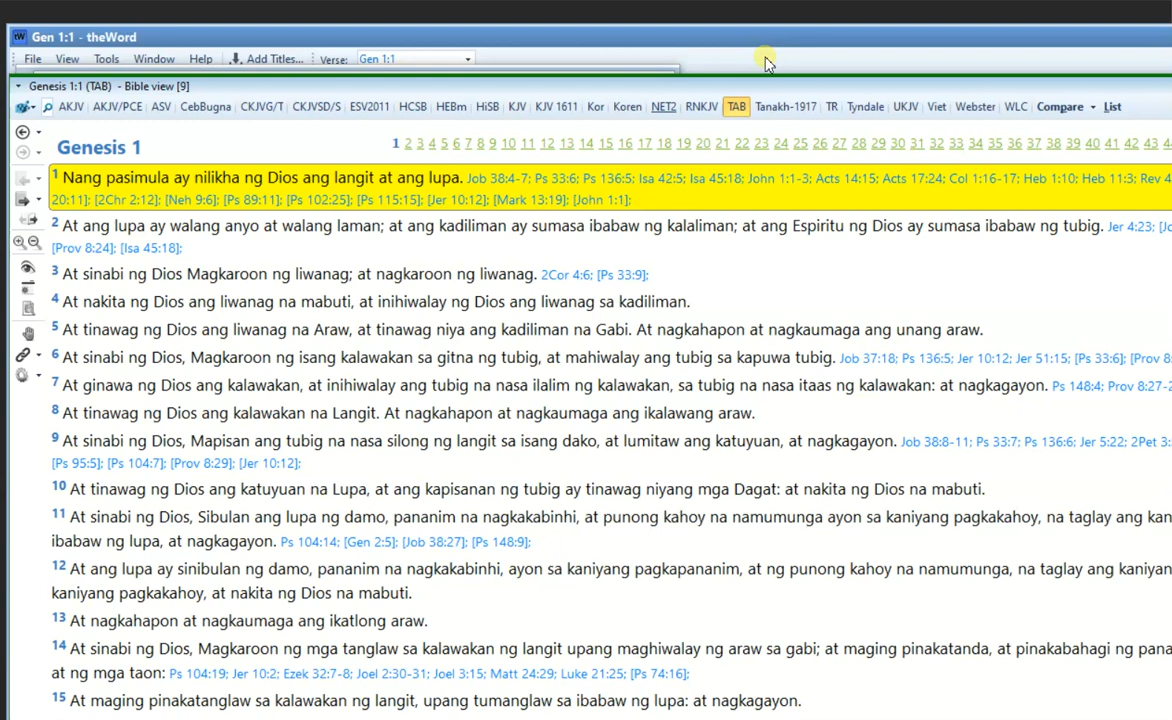 Gen 1:1 - theWord
File View Tools Window Help Add Titles... Verse: Gen 1:1
Genesis 1:1 (TAB) - Bible view [9]
AKJV AKJV/PCE ASV CebBugna CKJVG/T CKJVSD/S ESV2011 HCSB HEBm HiSB KJV KJV 1611 Kor Koren NET2 RNKJV TAB Tanakh-1917 TR Tyndale UKJV Viet Webster WLC Compare List
Genesis 1 1 2 3 4 5 6 7 8 9 10 11 12 13 14 15 16 17 18 19 20 21 22 23 24 25 26 27 28 29 30 31 32 33 34 35 36 37 38 39 40 41 42 43
1 Nang pasimula ay nilikha ng Dios ang langit at ang lupa. Job 38:4-7; Ps 33:6; Ps 136:5; Isa 42:5; Isa 45:18; John 1:1-3; Acts 14:15; Acts 17:24; Col 1:16-17; Heb 1:10; Heb 11:3; Rev 4
20:11]; [2Chr 2:12]; [Neh 9:6]; [Ps 89:11]; [Ps 102:25]; [Ps 115:15]; [Jer 10:12]; [Mark 13:19]; [John 1:1];
2 At ang lupa ay walang anyo at walang laman; at ang kadiliman ay sumasa ibabaw ng kalaliman; at ang Espiritu ng Dios ay sumasa ibabaw ng tubig. Jer 4:23;
[Prov 8:24]; [Isa 45:18];
3 At sinabi ng Dios Magkaroon ng liwanag; at nagkaroon ng liwanag. 2Cor 4:6; [Ps 33:9];
4 At nakita ng Dios ang liwanag na mabuti, at inihiwalay ng Dios ang liwanag sa kadiliman.
5 At tinawag ng Dios ang liwanag na Araw, at tinawag niya ang kadiliman na Gabi. At nagkahapon at nagkaumaga ang unang araw.
6 At sinabi ng Dios, Magkaroon ng isang kalawakan sa gitna ng tubig, at mahiwalay ang tubig sa kapuwa tubig. Job 37:18; Ps 136:5; Jer 10:12; Jer 51:15; [Ps 33:6]; [Prov 8:
7 At ginawa ng Dios ang kalawakan, at inihiwalay ang tubig na nasa ilalim ng kalawakan, sa tubig na nasa itaas ng kalawakan: at nagkagayon. Ps 148:4; Prov 8:27-2
8 At tinawag ng Dios ang kalawakan na Langit. At nagkahapon at nagkaumaga ang ikalawang araw.
9 At sinabi ng Dios, Mapisan ang tubig na nasa silong ng langit sa isang dako, at lumitaw ang katuyuan, at nagkagayon. Job 38:8-11; Ps 33:7; Ps 136:6; Jer 5:22; 2Pet 3:
[Ps 95:5]; [Ps 104:7]; [Prov 8:29]; [Jer 10:12];
10 At tinawag ng Dios ang katuyuan na Lupa, at ang kapisanan ng tubig ay tinawag niyang mga Dagat: at nakita ng Dios na mabuti.
11 At sinabi ng Dios, Sibulan ang lupa ng damo, pananim na nagkakabinhi, at punong kahoy na namumunga ayon sa kaniyang pagkakahoy, na taglay ang kan
ibabaw ng lupa, at nagkagayon. Ps 104:14; [Gen 2:5]; [Job 38:27]; [Ps 148:9];
12 At ang lupa ay sinibulan ng damo, pananim na nagkakabinhi, ayon sa kaniyang pagkapananim, at ng punong kahoy na namumunga, na taglay ang kaniyan
kaniyang pagkakahoy, at nakita ng Dios na mabuti.
13 At nagkahapon at nagkaumaga ang ikatlong araw.
14 At sinabi ng Dios, Magkaroon ng mga tanglaw sa kalawakan ng langit upang maghiwalay ng araw sa gabi; at maging pinakatanda, at pinakabahagi ng pana
at ng mga taon: Ps 104:19; Jer 10:2; Ezek 32:7-8; Joel 2:30-31; Joel 3:15; Matt 24:29; Luke 21:25; [Ps 74:16];
15 At maging pinakatanglaw sa kalawakan ng langit, upang tumanglaw sa ibabaw ng lupa: at nagkagayon.